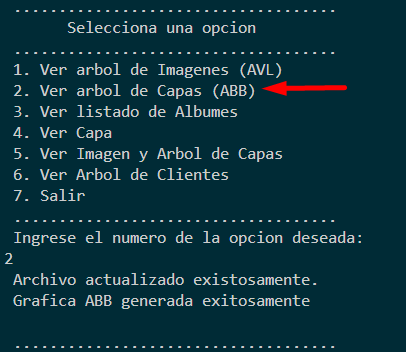 .....................................
Selecciona una opcion
.....................................
1. Ver arbol de Imagenes (AVL)
2. Ver arbol de Capas (ABB)
3. Ver listado de Albumes
4. Ver Capa
5. Ver Imagen y Arbol de Capas
6. Ver Arbol de Clientes
7. Salir
.....................................
Ingrese el numero de la opcion deseada:
2
Archivo actualizado existosamente.
Grafica ABB generada exitosamente
.....................................